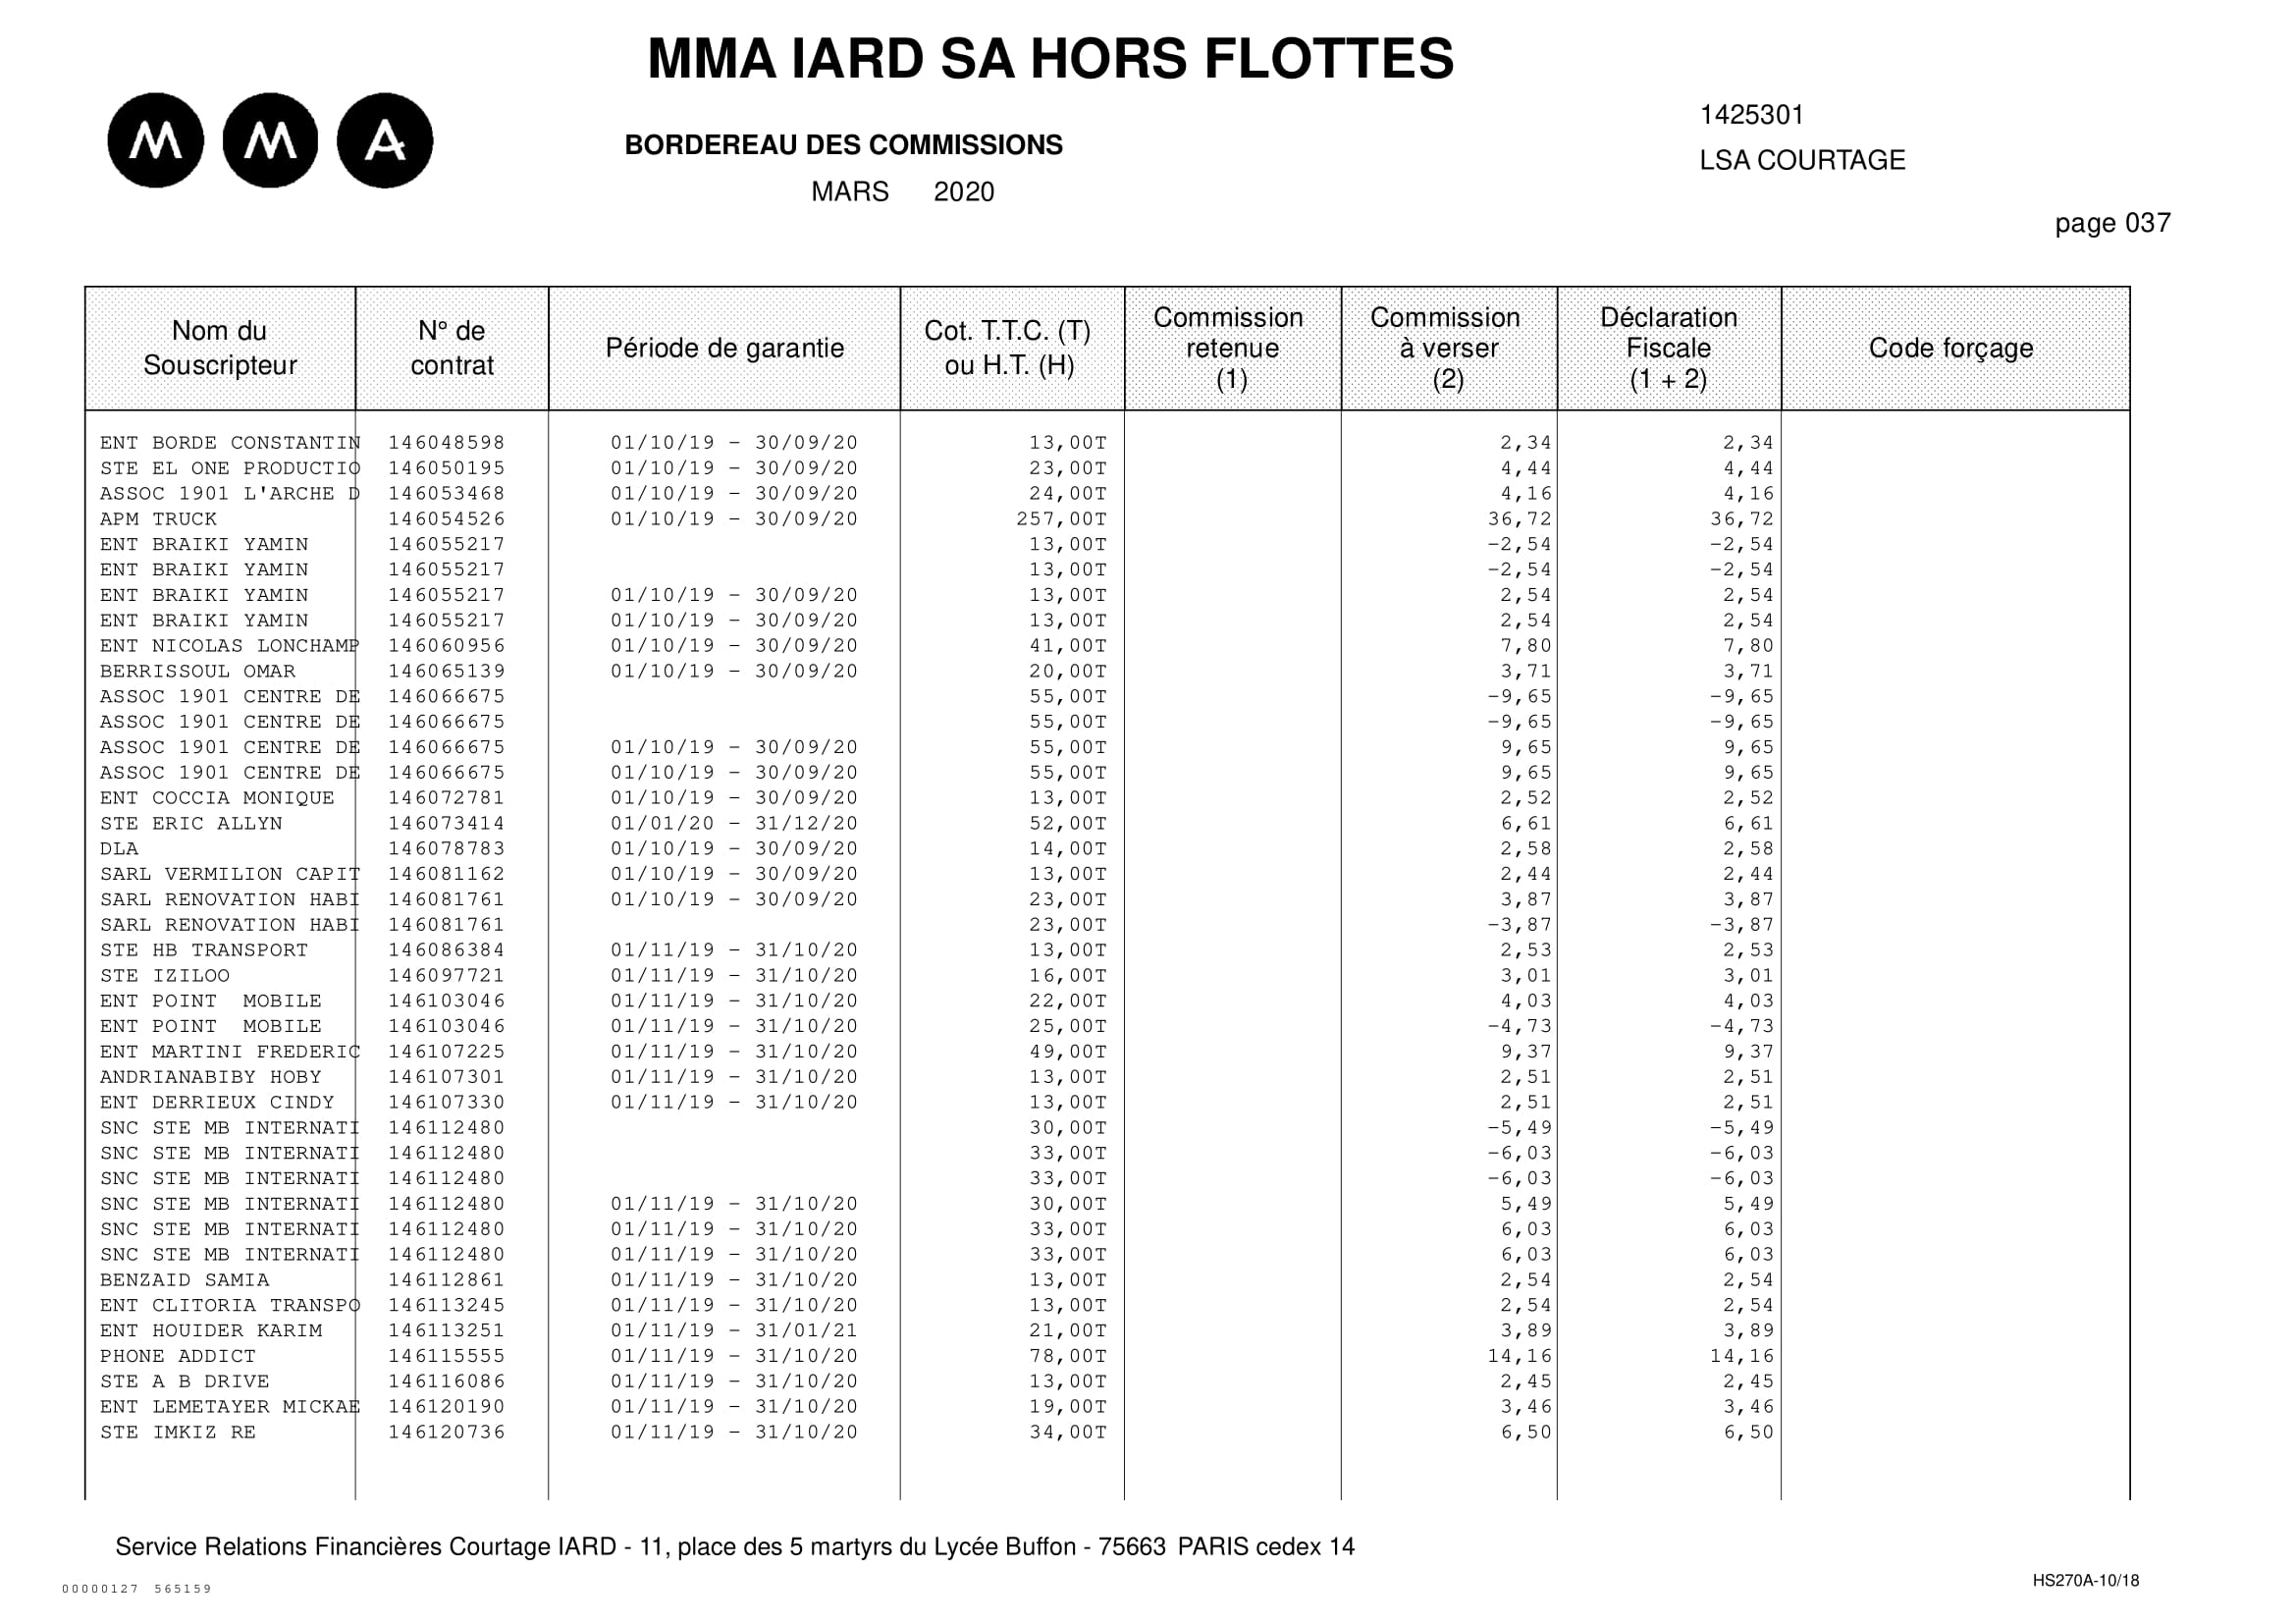 MMA IARD SA HORS FLOTTES
M M A
BORDEREAU DES COMMISSIONS
MARS 2020
1425301
LSA COURTAGE
page 037
Nom du Souscripteur N° de contrat Période de garantie Cot. T.T.C. (T) ou H.T. (H) Commission retenue (1) Commission à verser (2) Déclaration Fiscale (1 + 2) Code forçage
ENT BORDE CONSTANTIN 146048598 01/10/19 - 30/09/20 13,00T 2,34 2,34
STE EL ONE PRODUCTIO 146050195 01/10/19 - 30/09/20 23,00T 4,44 4,44
ASSOC 1901 L'ARCHE D 146053468 01/10/19 - 30/09/20 24,00T 4,16 4,16
APM TRUCK 146054526 01/10/19 - 30/09/20 257,00T 36,72 36,72
ENT BRAIKI YAMIN 146055217 13,00T -2,54 -2,54
ENT BRAIKI YAMIN 146055217 13,00T -2,54 -2,54
ENT BRAIKI YAMIN 146055217 01/10/19 - 30/09/20 13,00T 2,54 2,54
ENT BRAIKI YAMIN 146055217 01/10/19 - 30/09/20 13,00T 2,54 2,54
ENT NICOLAS LONCHAMP 146060956 01/10/19 - 30/09/20 41,00T 7,80 7,80
BERRISSOUL OMAR 146065139 01/10/19 - 30/09/20 20,00T 3,71 3,71
ASSOC 1901 CENTRE DE 146066675 55,00T -9,65 -9,65
ASSOC 1901 CENTRE DE 146066675 55,00T -9,65 -9,65
ASSOC 1901 CENTRE DE 146066675 01/10/19 - 30/09/20 55,00T 9,65 9,65
ASSOC 1901 CENTRE DE 146066675 01/10/19 - 30/09/20 55,00T 9,65 9,65
ENT COCCIA MONIQUE 146072781 01/10/19 - 30/09/20 13,00T 2,52 2,52
STE ERIC ALLYN 146073414 01/01/20 - 31/12/20 52,00T 6,61 6,61
DLA 146078783 01/10/19 - 30/09/20 14,00T 2,58 2,58
SARL VERMILION CAPIT 146081162 01/10/19 - 30/09/20 13,00T 2,44 2,44
SARL RENOVATION HABI 146081761 01/10/19 - 30/09/20 23,00T 3,87 3,87
SARL RENOVATION HABI 146081761 23,00T -3,87 -3,87
STE HB TRANSPORT 146086384 01/11/19 - 31/10/20 13,00T 2,53 2,53
STE IZILOO 146097721 01/11/19 - 31/10/20 16,00T 3,01 3,01
ENT POINT  MOBILE 146103046 01/11/19 - 31/10/20 22,00T 4,03 4,03
ENT POINT  MOBILE 146103046 01/11/19 - 31/10/20 25,00T -4,73 -4,73
ENT MARTINI FREDERIC 146107225 01/11/19 - 31/10/20 49,00T 9,37 9,37
ANDRIANABIBY HOBY 146107301 01/11/19 - 31/10/20 13,00T 2,51 2,51
ENT DERRIEUX CINDY 146107330 01/11/19 - 31/10/20 13,00T 2,51 2,51
SNC STE MB INTERNATI 146112480 30,00T -5,49 -5,49
SNC STE MB INTERNATI 146112480 33,00T -6,03 -6,03
SNC STE MB INTERNATI 146112480 33,00T -6,03 -6,03
SNC STE MB INTERNATI 146112480 01/11/19 - 31/10/20 30,00T 5,49 5,49
SNC STE MB INTERNATI 146112480 01/11/19 - 31/10/20 33,00T 6,03 6,03
SNC STE MB INTERNATI 146112480 01/11/19 - 31/10/20 33,00T 6,03 6,03
BENZAID SAMIA 146112861 01/11/19 - 31/10/20 13,00T 2,54 2,54
ENT CLITORIA TRANSPO 146113245 01/11/19 - 31/10/20 13,00T 2,54 2,54
ENT HOUIDER KARIM 146113251 01/11/19 - 31/01/21 21,00T 3,89 3,89
PHONE ADDICT 146115555 01/11/19 - 31/10/20 78,00T 14,16 14,16
STE A B DRIVE 146116086 01/11/19 - 31/10/20 13,00T 2,45 2,45
ENT LEMETAYER MICKAE 146120190 01/11/19 - 31/10/20 19,00T 3,46 3,46
STE IMKIZ RE 146120736 01/11/19 - 31/10/20 34,00T 6,50 6,50
Service Relations Financières Courtage IARD - 11, place des 5 martyrs du Lycée Buffon - 75663 PARIS cedex 14
00000127 565159
HS270A-10/18